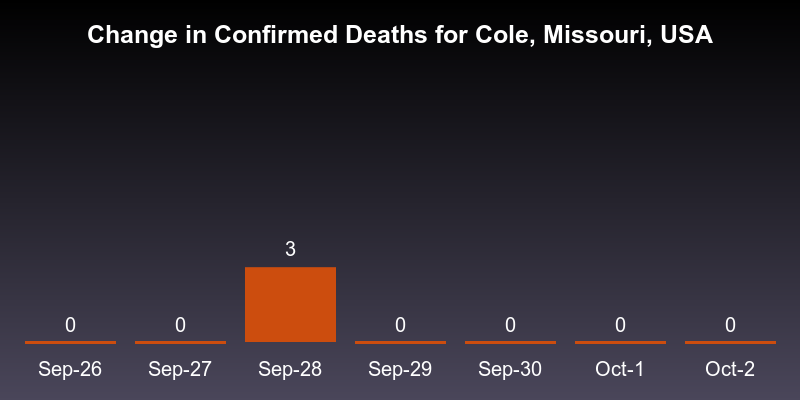 Change in Confirmed Deaths for Cole, Missouri, USA
3
0 0 0 0 0 0
Sep-26 Sep-27 Sep-28 Sep-29 Sep-30 Oct-1 Oct-2